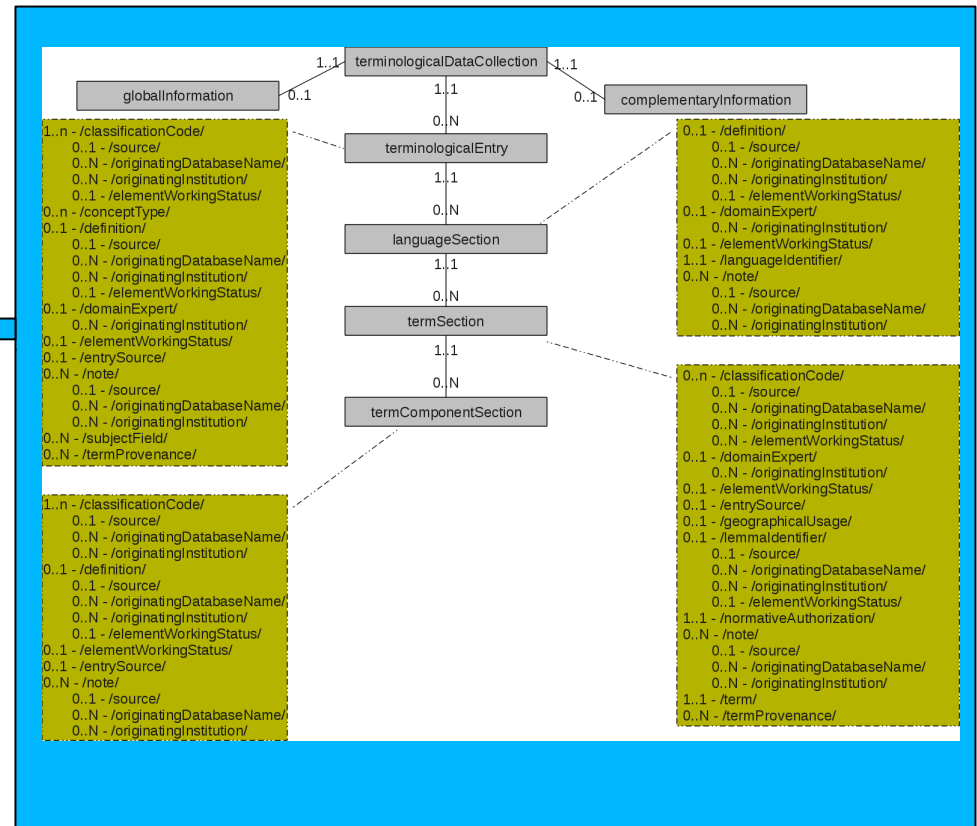 terminologicalDataCollection
1..1
1..1
globalInformation
0..1
1..1
0..1
complementaryInformation
0..N
terminologicalEntry
1..1
0..N
languageSection
1..1
0..N
termSection
1..1
0..N
termComponentSection
1..n - /classificationCode/
0..1 - /source/
0..N - /originatingDatabaseName/
0..N - /originatingInstitution/
0..1 - /elementWorkingStatus/
0..n - /conceptType/
0..1 - /definition/
0..1 - /source/
0..N - /originatingDatabaseName/
0..N - /originatingInstitution/
0..1 - /elementWorkingStatus/
0..1 - /domainExpert/
0..N - /originatingInstitution/
0..1 - /elementWorkingStatus/
0..1 - /entrySource/
0..N - /note/
0..1 - /source/
0..N - /originatingDatabaseName/
0..N - /originatingInstitution/
0..N - /subjectField/
0..N - /termProvenance/
1..n - /classificationCode/
0..1 - /source/
0..N - /originatingDatabaseName/
0..N - /originatingInstitution/
0..1 - /definition/
0..1 - /source/
0..N - /originatingDatabaseName/
0..N - /originatingInstitution/
0..1 - /elementWorkingStatus/
0..1 - /elementWorkingStatus/
0..1 - /entrySource/
0..N - /note/
0..1 - /source/
0..N - /originatingDatabaseName/
0..N - /originatingInstitution/
0..1 - /definition/
0..1 - /source/
0..N - /originatingDatabaseName/
0..N - /originatingInstitution/
0..1 - /elementWorkingStatus/
0..1 - /domainExpert/
0..N - /originatingInstitution/
0..1 - /elementWorkingStatus/
1..1 - /languageIdentifier/
0..N - /note/
0..1 - /source/
0..N - /originatingDatabaseName/
0..N - /originatingInstitution/
0..n - /classificationCode/
0..1 - /source/
0..N - /originatingDatabaseName/
0..N - /originatingInstitution/
0..N - /elementWorkingStatus/
0..1 - /domainExpert/
0..N - /originatingInstitution/
0..1 - /elementWorkingStatus/
0..1 - /entrySource/
0..1 - /geographicalUsage/
0..1 - /lemmaIdentifier/
0..1 - /source/
0..N - /originatingDatabaseName/
0..N - /originatingInstitution/
0..1 - /elementWorkingStatus/
1..1 - /normativeAuthorization/
0..N - /note/
0..1 - /source/
0..N - /originatingDatabaseName/
0..N - /originatingInstitution/
1..1 - /term/
0..N - /termProvenance/